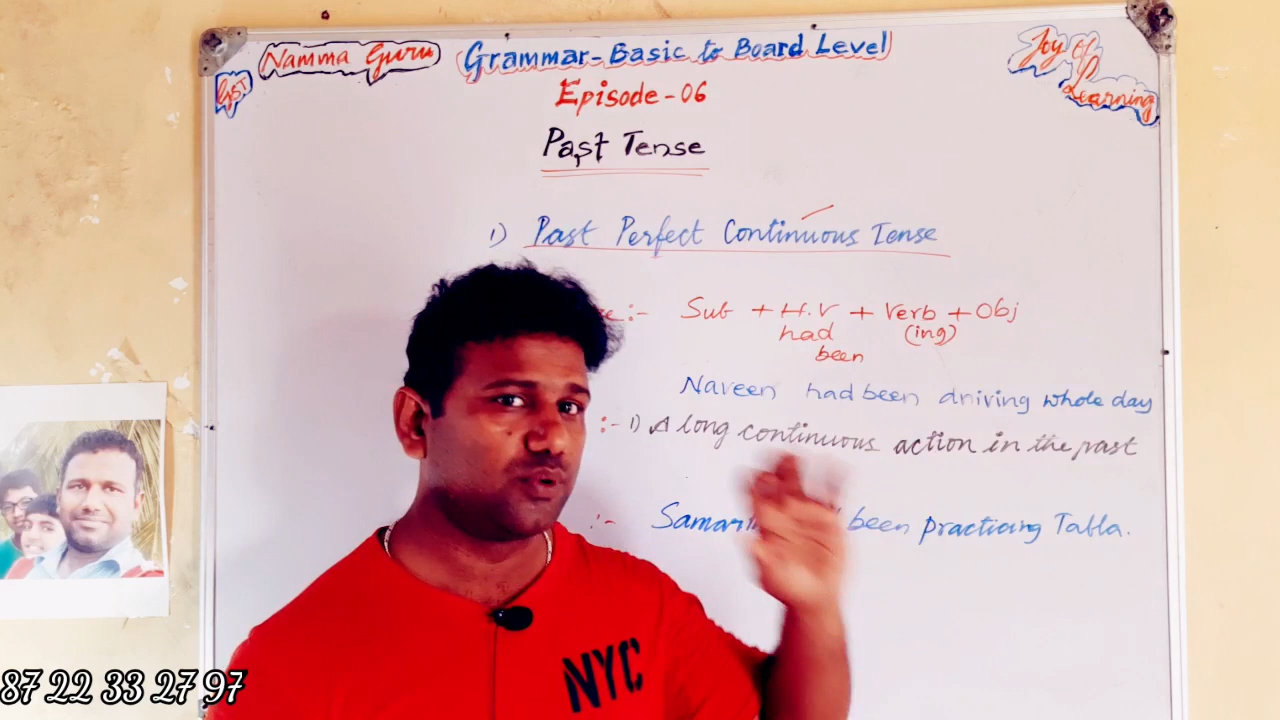 Namma Guru
Grammar-Basic to Board Level
Joy Of Learning
Episode-06
Past Tense
1) Past Perfect Continuous Tense
:- Sub + H.V + Verb + Obj
had (ing)
been
Naveen had been driving whole day
:- 1) A long continuous action in the past
:- been practicing Tabla.
NYC
87 22 33 27 97